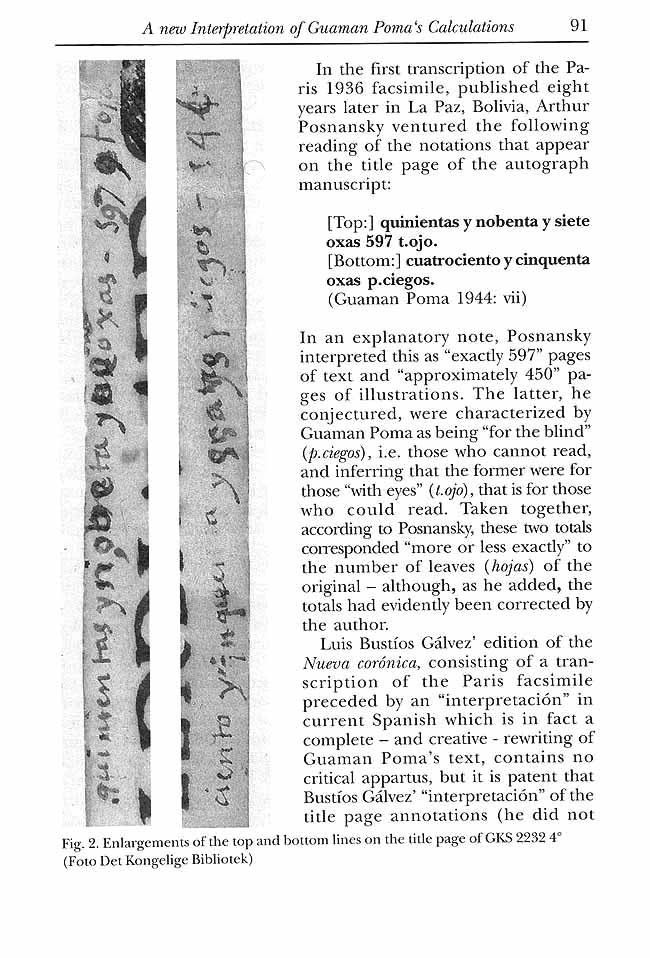 A new Interpretation of Guaman Poma's Calculations 91
quinientas y nobenta y oxas - 597 ojo
ciento y cinquenta y pliegos - 146
In the first transcription of the Pa-
ris 1936 facsimile, published eight
years later in La Paz, Bolivia, Arthur
Posnansky ventured the following
reading of the notations that appear
on the title page of the autograph
manuscript:
[Top:] quinientas y nobenta y siete
oxas 597 t.ojo.
[Bottom:] cuatrociento y cinquenta
oxas p.ciegos.
(Guaman Poma 1944: vii)
In an explanatory note, Posnansky
interpreted this as “exactly 597” pages
of text and “approximately 450” pa-
ges of illustrations. The latter, he
conjectured, were characterized by
Guaman Poma as being “for the blind”
(p.ciegos), i.e. those who cannot read,
and inferring that the former were for
those “with eyes” (t.ojo), that is for those
who could read. Taken together,
according to Posnansky, these two totals
corresponded “more or less exactly” to
the number of leaves (hojas) of the
original – although, as he added, the
totals had evidently been corrected by
the author.
Luis Bustíos Gálvez’ edition of the
Nueva corónica, consisting of a tran-
scription of the Paris facsimile
preceded by an “interpretación” in
current Spanish which is in fact a
complete – and creative - rewriting of
Guaman Poma’s text, contains no
critical appartus, but it is patent that
Bustíos Gálvez’ “interpretación” of the
title page annotations (he did not
Fig. 2. Enlargements of the top and bottom lines on the title page of GKS 2232 4°
(Foto Det Kongelige Bibliotek)